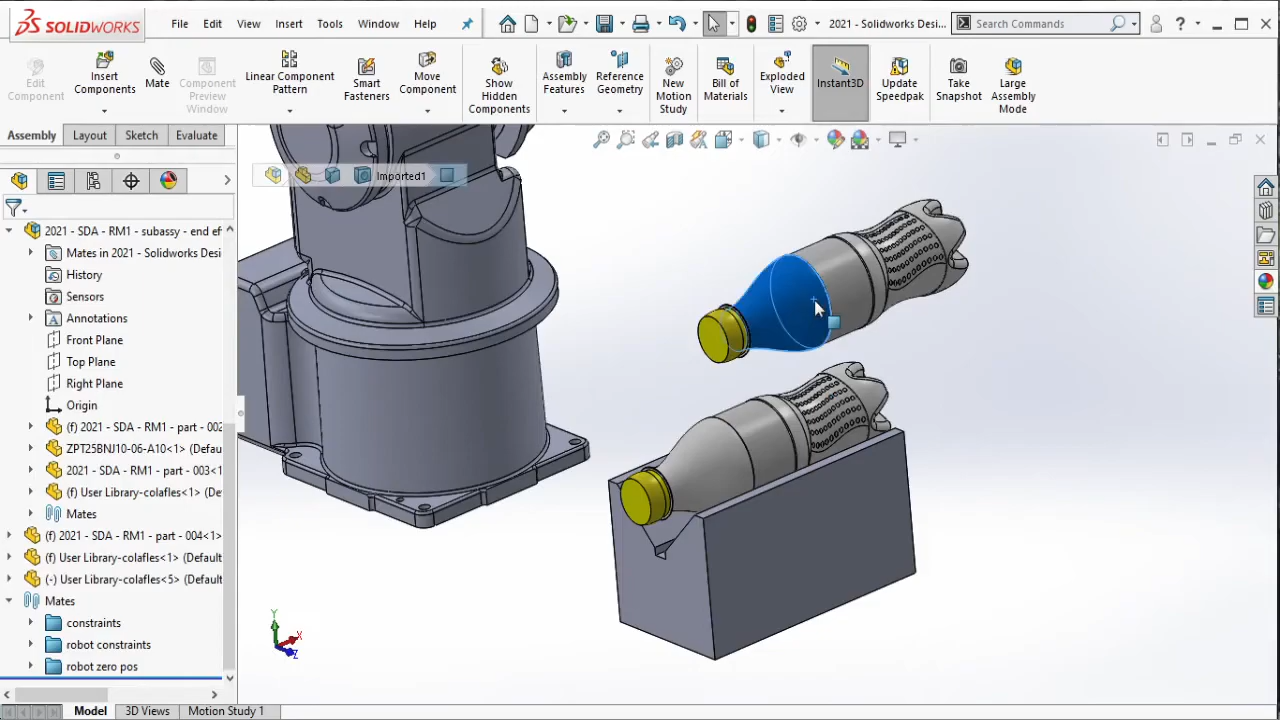 SOLIDWORKS
File
Edit
View
Insert
Tools
Window
Help
2021 - Solidworks Desi...
Search Commands
?
Edit
Component
Insert
Components
Mate
Component
Preview
Window
Linear Component
Pattern
Smart
Fasteners
Move
Component
Show
Hidden
Components
Assembly
Features
Reference
Geometry
New
Motion
Study
Bill of
Materials
Exploded
View
Instant3D
Update
Speedpak
Take
Snapshot
Large
Assembly
Mode
Assembly
Layout
Sketch
Evaluate
Imported1
2021 - SDA - RM1 - subassy - end ef
Mates in 2021 - Solidworks Desi
History
Sensors
Annotations
Front Plane
Top Plane
Right Plane
Origin
(f) 2021 - SDA - RM1 - part - 002
ZPT25BNJ10-06-A10<1> (Defau
2021 - SDA - RM1 - part - 003<1
(f) User Library-colafles<1> (De
Mates
(f) 2021 - SDA - RM1 - part - 004<1>
(f) User Library-colafles<1> (Default
(-) User Library-colafles<5> (Default
Mates
constraints
robot constraints
robot zero pos
Y
X
Z
Model
3D Views
Motion Study 1